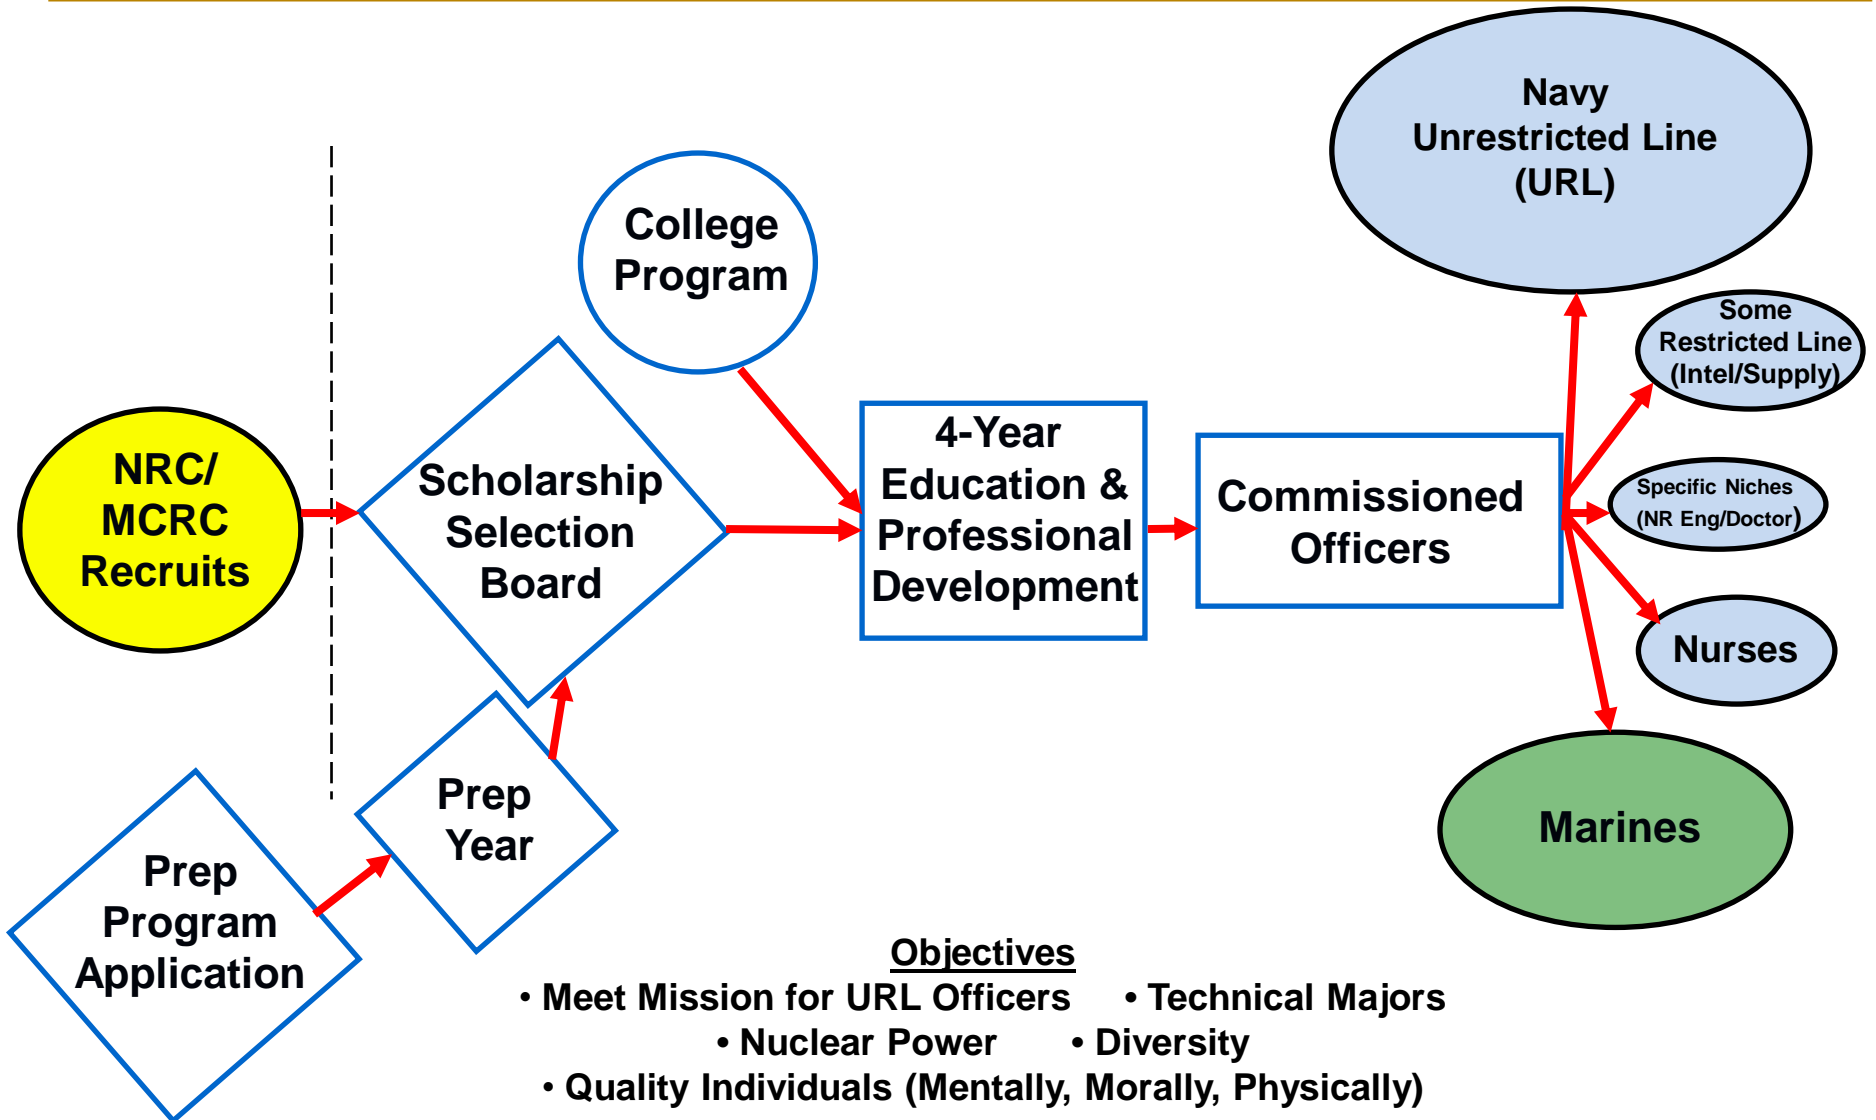 Navy
Unrestricted Line
(URL)
College
Program
Some
Restricted Line
(Intel/Supply)
NRC/
MCRC
Recruits
Scholarship
Selection
Board
4-Year
Education &
Professional
Development
Commissioned
Officers
Specific Niches
(NR Eng/Doctor)
Nurses
Prep
Year
Marines
Prep
Program
Application
Objectives
• Meet Mission for URL Officers • Technical Majors
• Nuclear Power • Diversity
• Quality Individuals (Mentally, Morally, Physically)